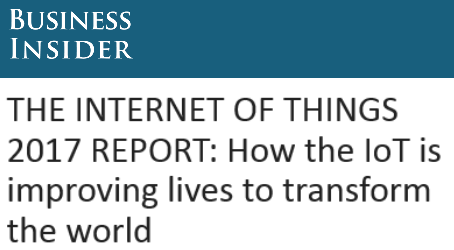 BUSINESS
INSIDER
THE INTERNET OF THINGS
2017 REPORT: How the IoT is
improving lives to transform
the world